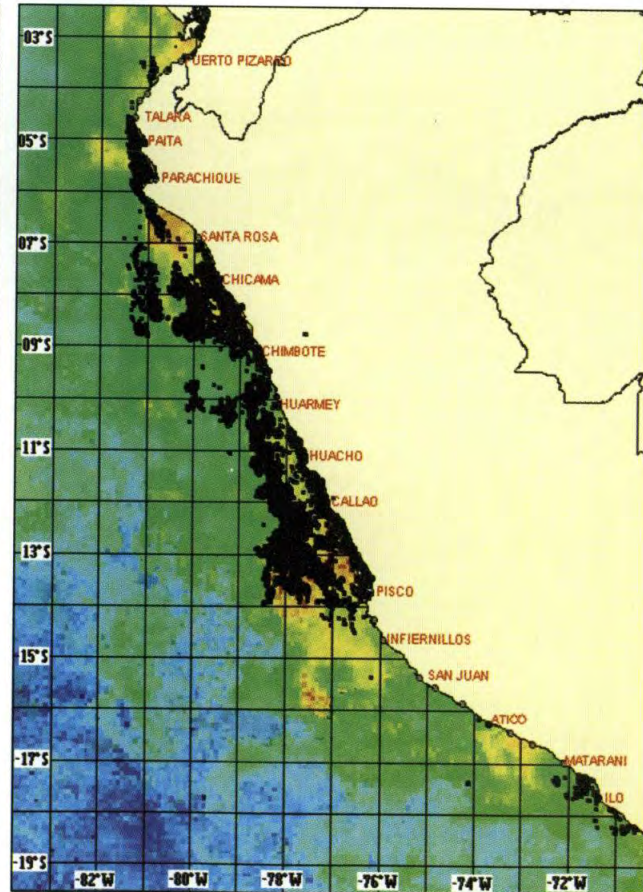 03°S
PUERTO PIZARRO
TALARA
05°S
PAITA
PARACHIQUE
07°S
SANTA ROSA
CHICAMA
09°S
CHIMBOTE
HUARMEY
11°S
HUACHO
CALLAO
-13°S
PISCO
INFIERNILLOS
-15°S
SAN JUAN
ATICO
-17°S
MATARANI
ILO
-19°S
-82°W
-80°W
-78°W
-76°W
-74°W
-72°W